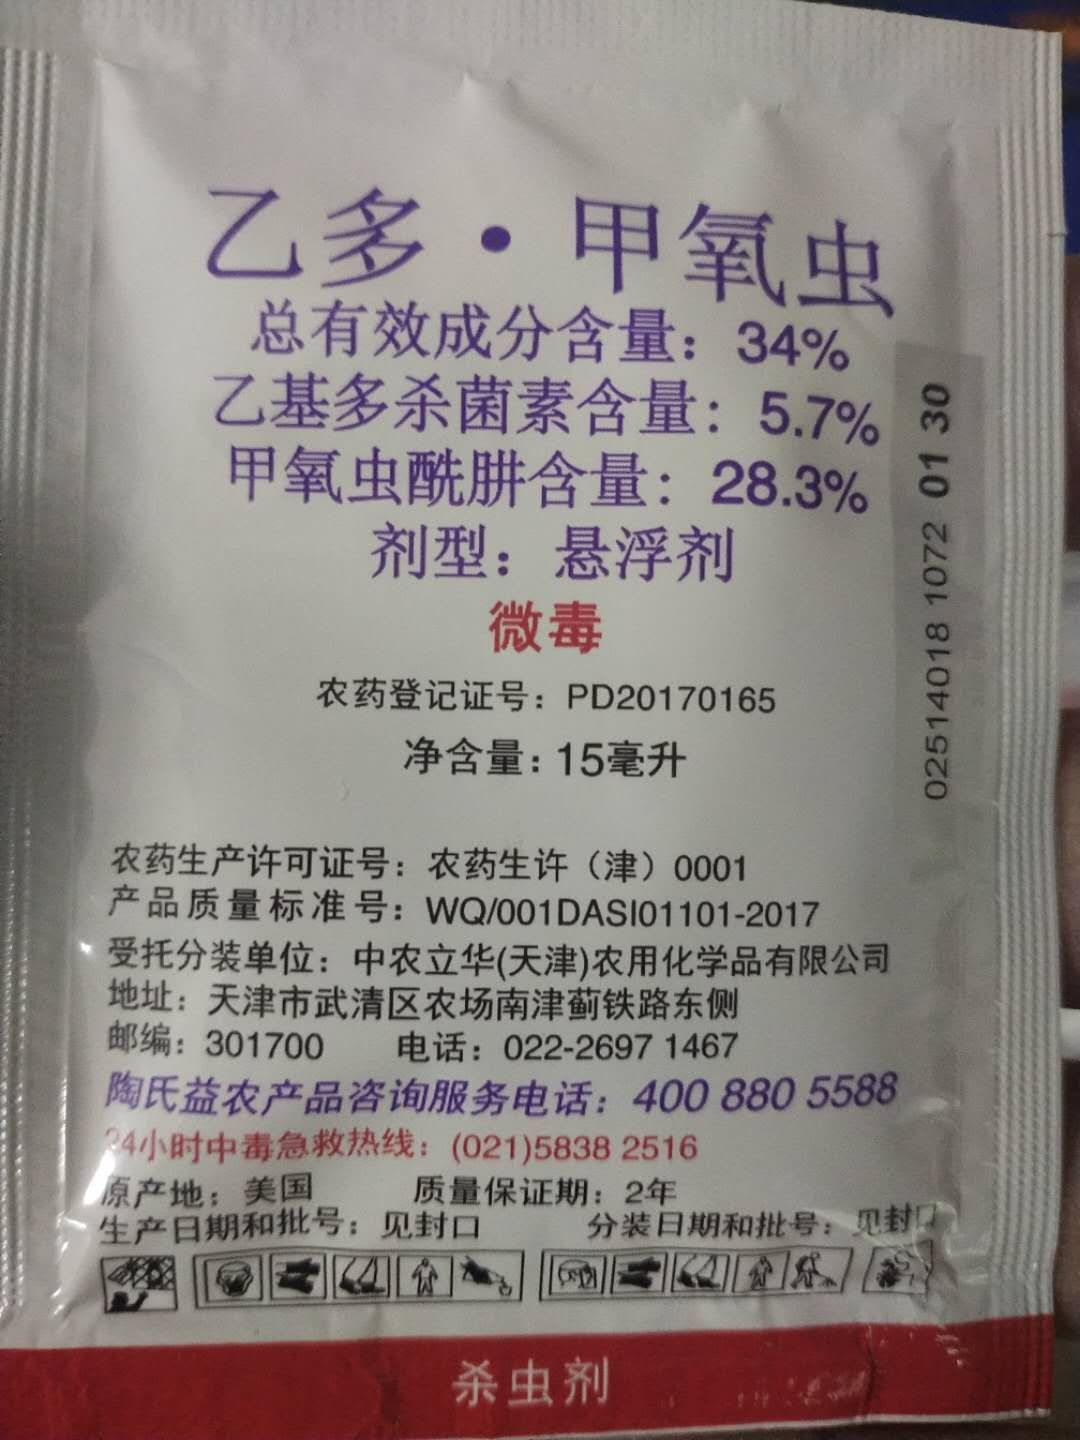 乙多·甲氧虫
总有效成分含量：34%
乙基多杀菌素含量：5.7%
甲氧虫酰肼含量：28.3%
剂型：悬浮剂
微毒
农药登记证号：PD20170165
净含量：15毫升
02514018 1072 01 30
农药生产许可证号：农药生许（津）0001
产品质量标准号：WQ/001DASI01101-2017
受托分装单位：中农立华(天津)农用化学品有限公司
地址：天津市武清区农场南津蓟铁路东侧
邮编：301700 电话：022-2697 1467
陶氏益农产品咨询服务电话：400 880 5588
24小时中毒急救热线：(021)5838 2516
原产地：美国 质量保证期：2年
生产日期和批号：见封口 分装日期和批号：见封口
杀虫剂